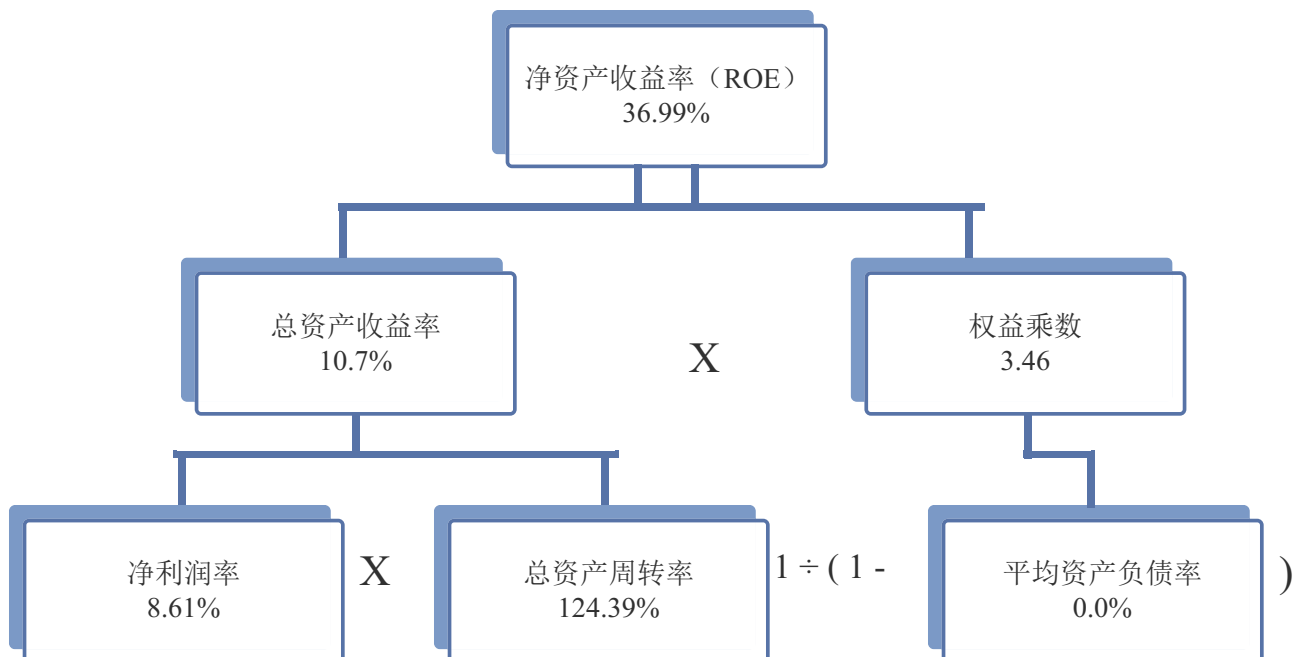 净资产收益率（ROE）
36.99%
总资产收益率
10.7%
X
权益乘数
3.46
净利润率
8.61%
X
总资产周转率
124.39%
1 ÷ ( 1 -
平均资产负债率
0.0%
)